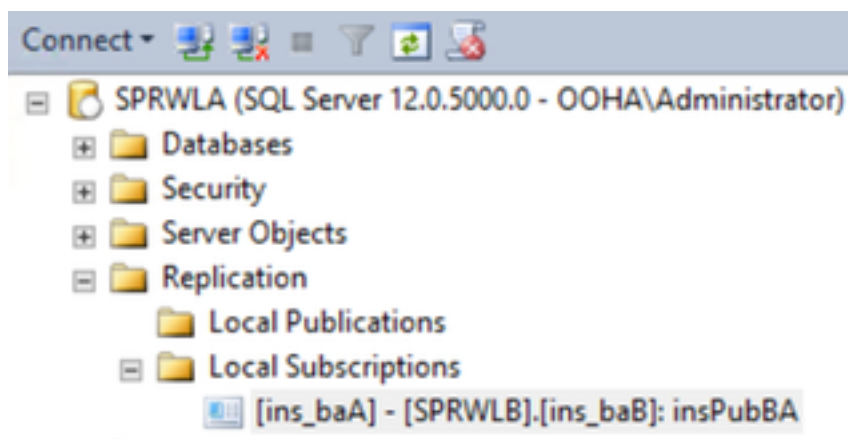 Connect
SPRWLA (SQL Server 12.0.5000.0 - OOHA\Administrator)
Databases
Security
Server Objects
Replication
Local Publications
Local Subscriptions
[ins_baA] - [SPRWLB].[ins_baB]: insPubBA